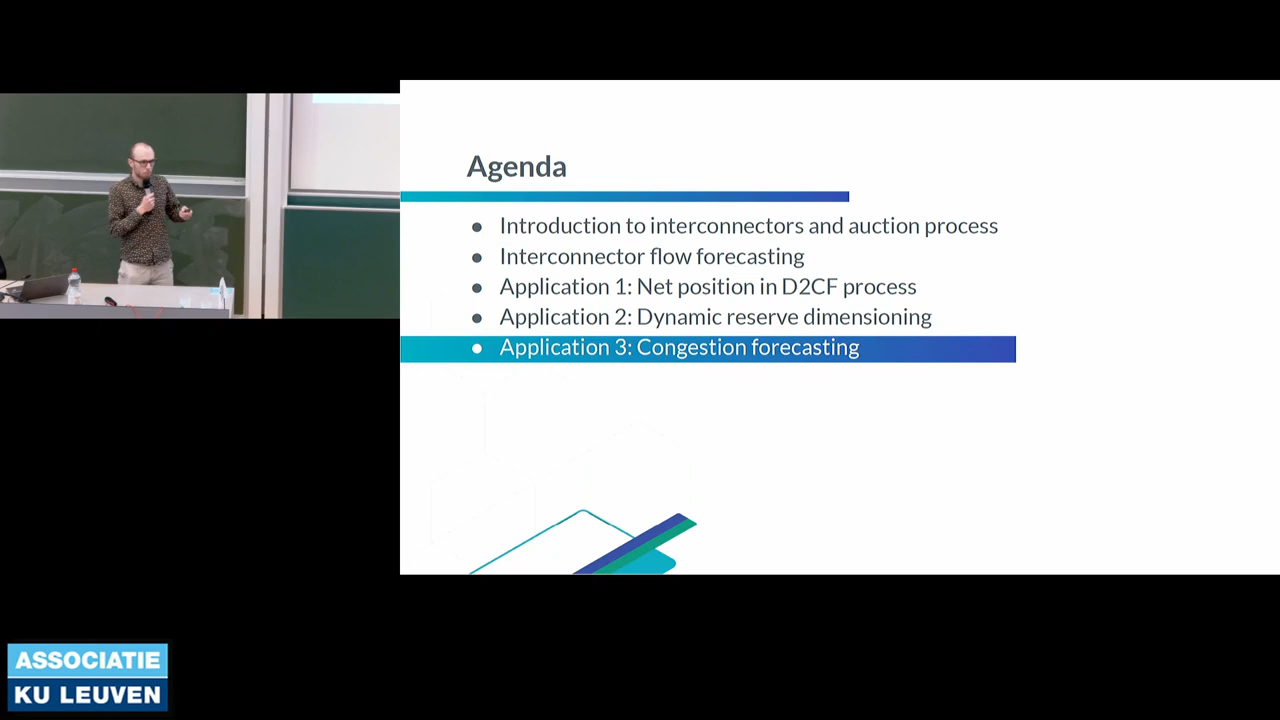 Agenda
Introduction to interconnectors and auction process
Interconnector flow forecasting
Application 1: Net position in D2CF process
Application 2: Dynamic reserve dimensioning
Application 3: Congestion forecasting
ASSOCIATIE
KU LEUVEN